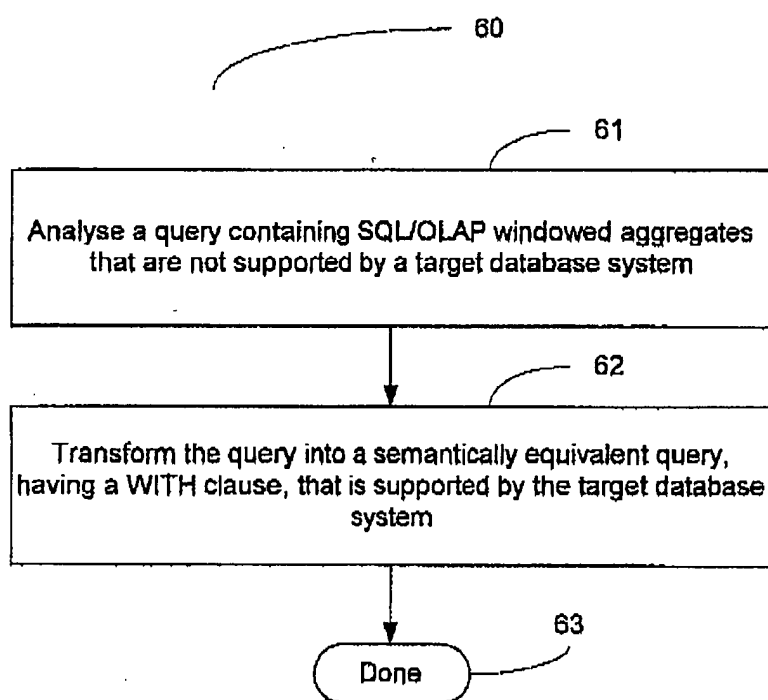 60
61
Analyse a query containing SQL/OLAP windowed aggregates
that are not supported by a target database system
62
Transform the query into a semantically equivalent query,
having a WITH clause, that is supported by the target database
system
63
Done